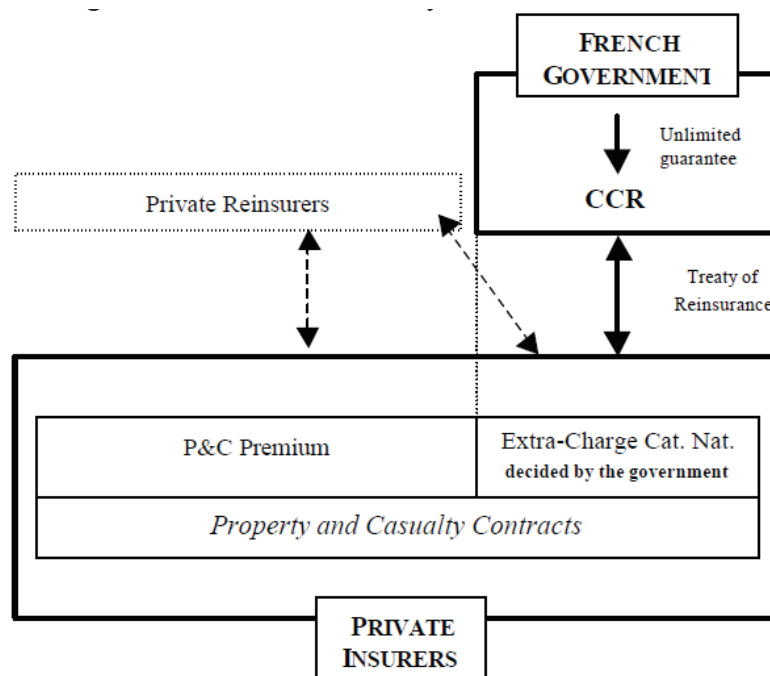 FRENCH
GOVERNMENT
Unlimited
guarantee
CCR
Private Reinsurers
Treaty of
Reinsurance
P&C Premium
Extra-Charge Cat. Nat.
decided by the government
Property and Casualty Contracts
PRIVATE
INSURERS